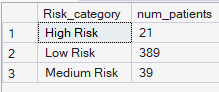 Risk_category num_patients
1 High Risk 21
2 Low Risk 389
3 Medium Risk 39